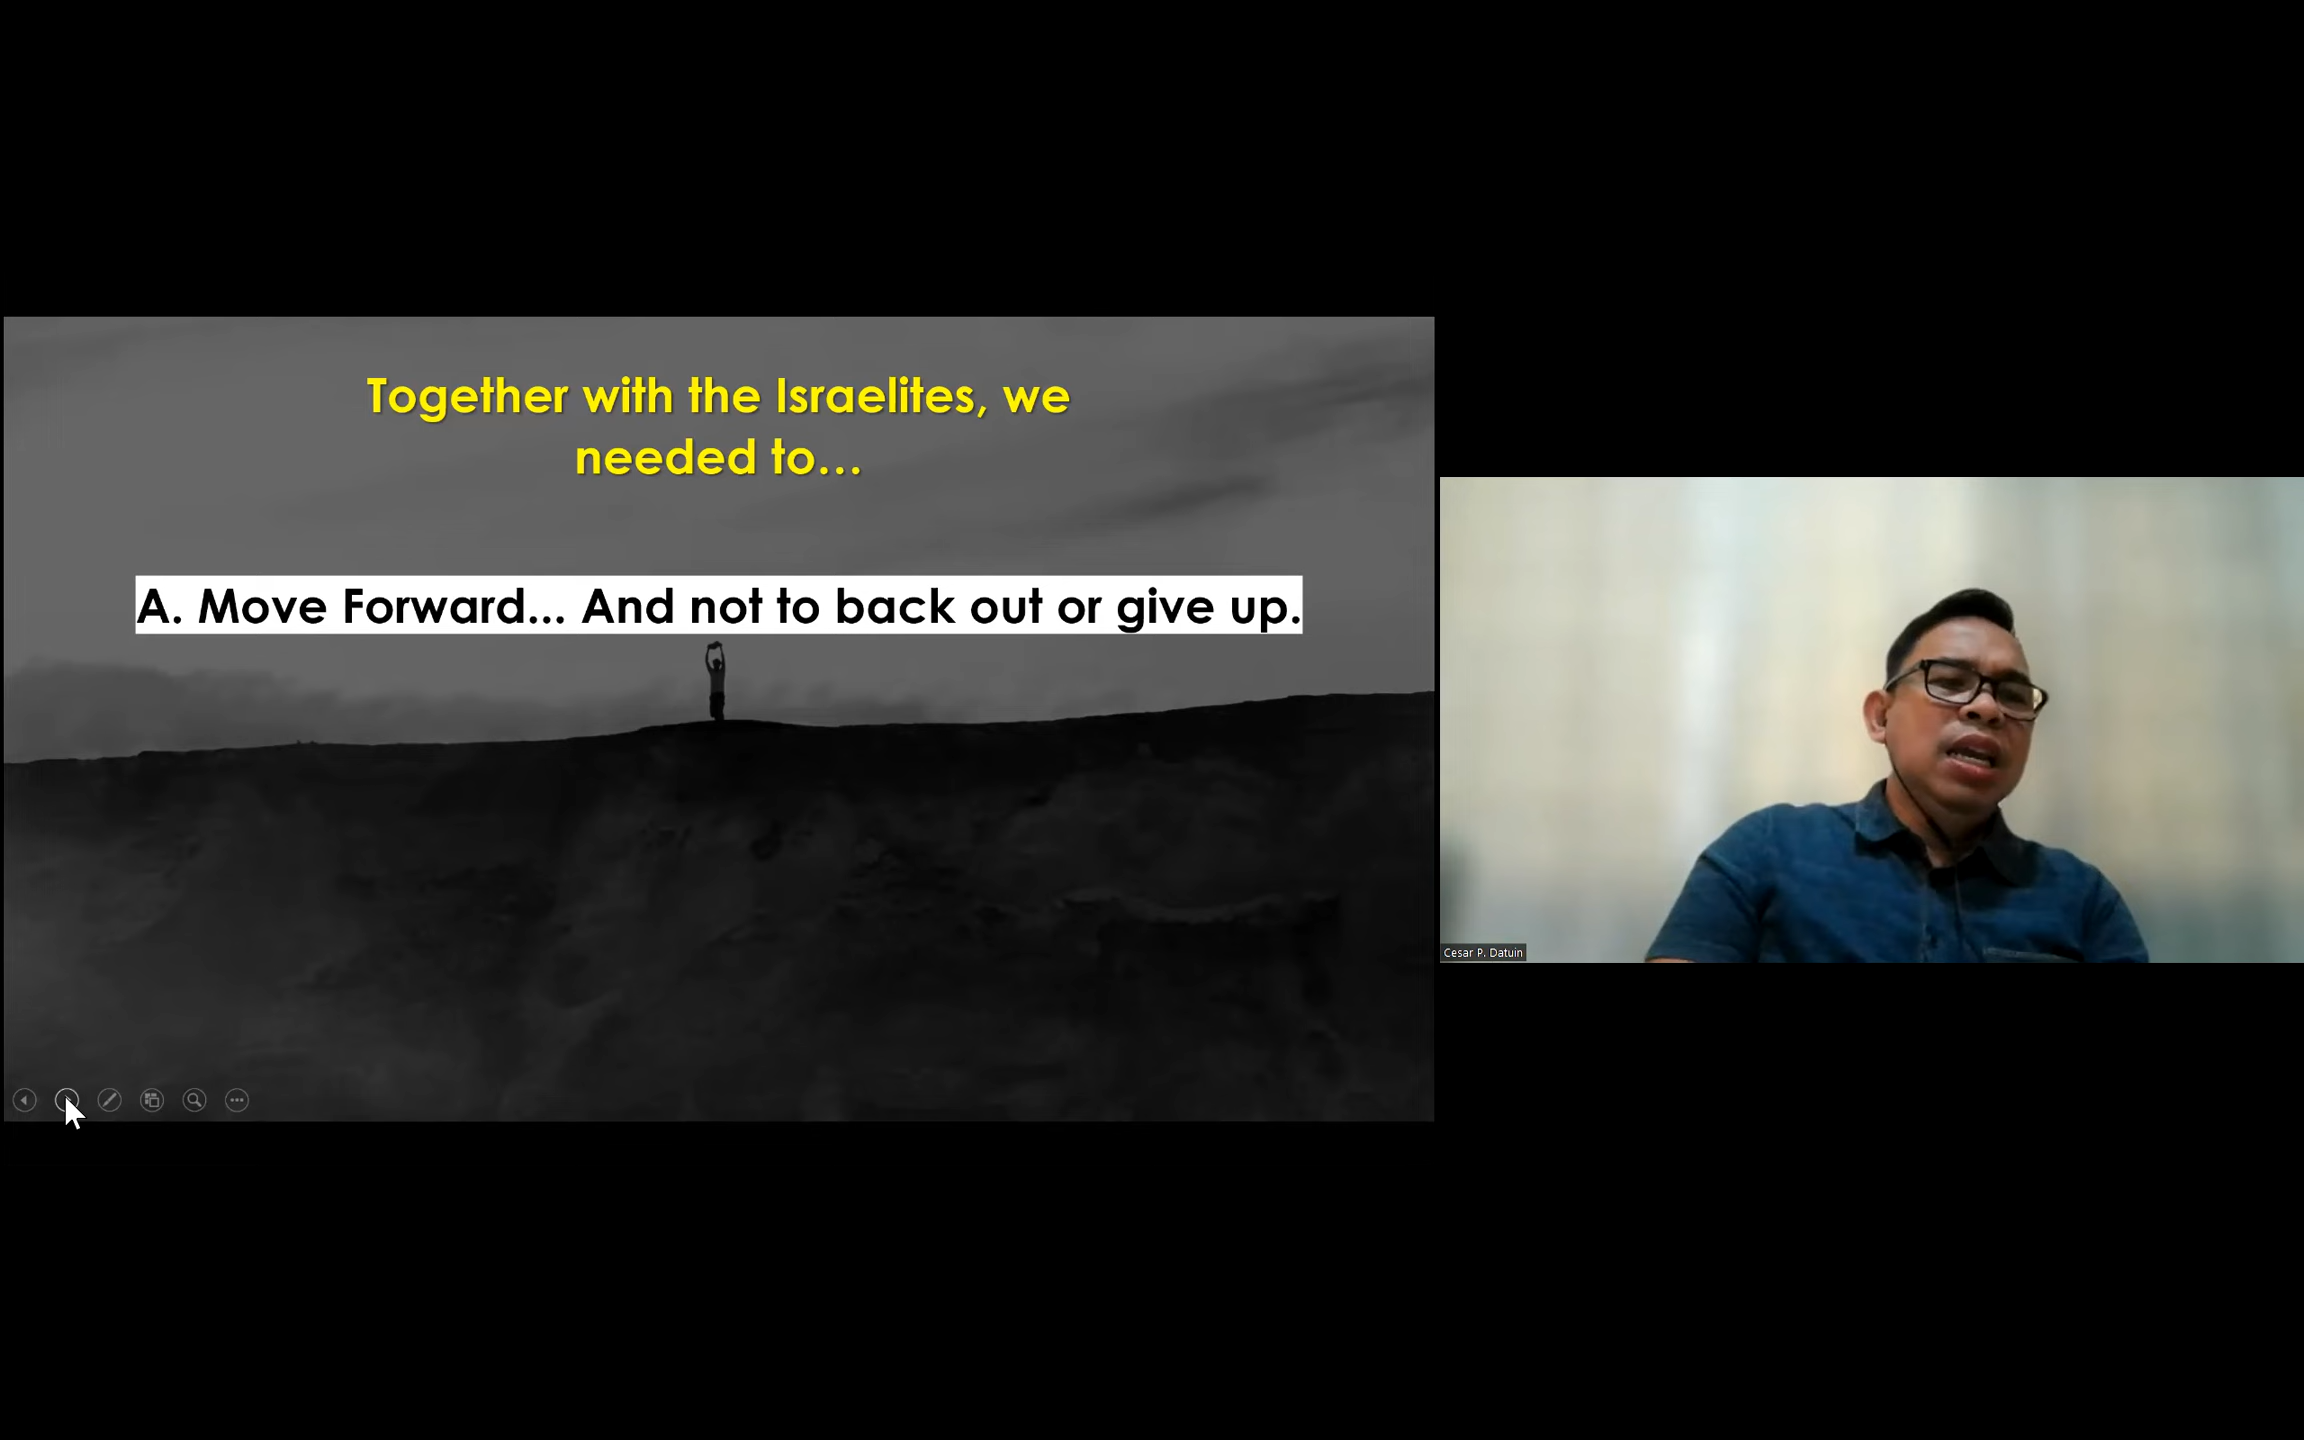 Together with the Israelites, we
needed to...
A. Move Forward... And not to back out or give up.
Cesar P. Datuin